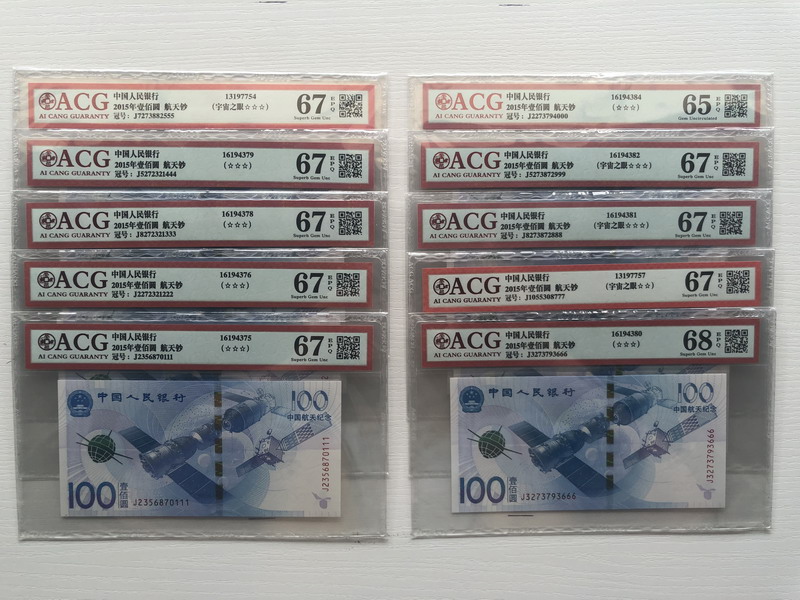 ACG
AI CANG GUARANTY
中国人民银行
2015年壹佰圆 航天钞
冠号: J7273882555
13197754
(宇宙之眼☆☆☆)
67 EPQ
Superb Gem Unc
ACG
AI CANG GUARANTY
中国人民银行
2015年壹佰圆 航天钞
冠号: J5272321444
16194379
(☆☆☆)
67 EPQ
Superb Gem Unc
ACG
AI CANG GUARANTY
中国人民银行
2015年壹佰圆 航天钞
冠号: J8272321333
16194378
(☆☆☆)
67 EPQ
Superb Gem Unc
ACG
AI CANG GUARANTY
中国人民银行
2015年壹佰圆 航天钞
冠号: J2272321222
16194376
(☆☆☆)
67 EPQ
Superb Gem Unc
ACG
AI CANG GUARANTY
中国人民银行
2015年壹佰圆 航天钞
冠号: J2356870111
16194375
(☆☆☆)
67 EPQ
Superb Gem Unc
中国人民银行
100
中国航天纪念
J2356870111
100 壹佰圆
J2356870111
ACG
AI CANG GUARANTY
中国人民银行
2015年壹佰圆 航天钞
冠号: J2273794000
16194384
(☆☆☆)
65 EPQ
Gem Uncirculated
ACG
AI CANG GUARANTY
中国人民银行
2015年壹佰圆 航天钞
冠号: J5273872999
16194382
(宇宙之眼☆☆☆)
67 EPQ
Superb Gem Unc
ACG
AI CANG GUARANTY
中国人民银行
2015年壹佰圆 航天钞
冠号: J8273872888
16194381
(宇宙之眼☆☆☆)
67 EPQ
Superb Gem Unc
ACG
AI CANG GUARANTY
中国人民银行
2015年壹佰圆 航天钞
冠号: J1055308777
13197757
(宇宙之眼☆☆☆)
67 EPQ
Superb Gem Unc
ACG
AI CANG GUARANTY
中国人民银行
2015年壹佰圆 航天钞
冠号: J3273793666
16194380
(☆☆☆)
68 EPQ
Superb Gem Unc
中国人民银行
100
中国航天纪念
J3273793666
100 壹佰圆
J3273793666